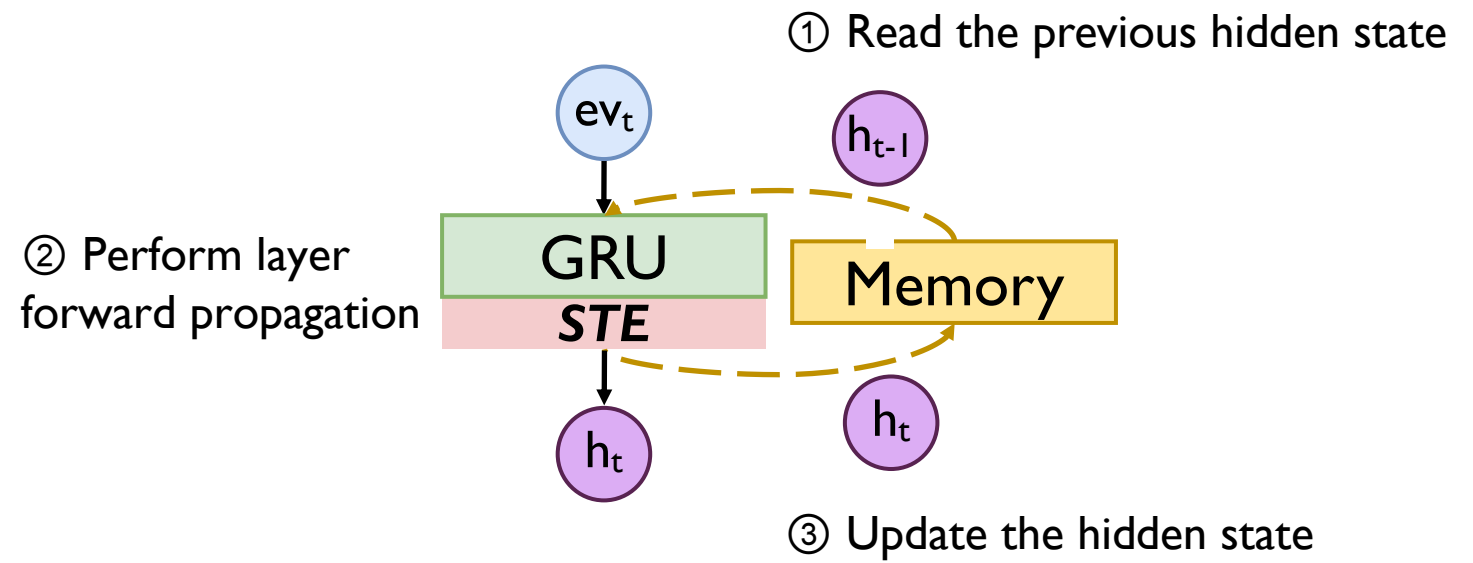 ① Read the previous hidden state
evt
ht-1
② Perform layer
forward propagation
GRU
STE
Memory
ht
ht
③ Update the hidden state